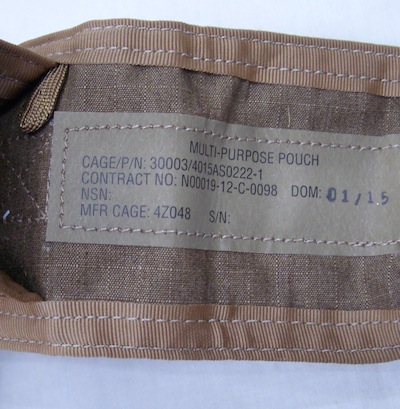 MULTI-PURPOSE POUCH
CAGE/P/N: 30003/4015AS0222-1
CONTRACT NO: N00019-12-C-0098 DOM: 01/15
NSN:
MFR CAGE: 4Z048 S/N: